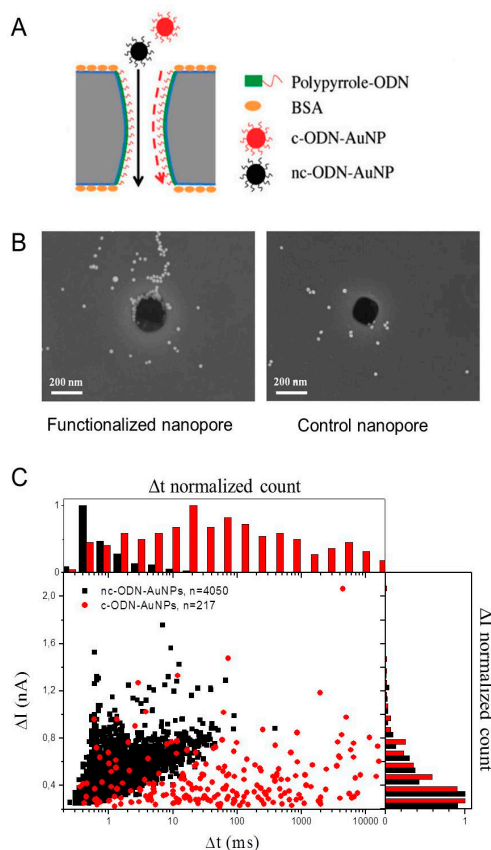 A
Polypyrrole-ODN
BSA
c-ODN-AuNP
nc-ODN-AuNP
B
200 nm
200 nm
Functionalized nanopore
Control nanopore
C
Δt normalized count
1
0
nc-ODN-AuNPs, n=4050
c-ODN-AuNPs, n=217
2,0
1,6
1,2
0,8
0,4
ΔI (nA)
ΔI normalized count
1
10
100
1000
10000
0
1
Δt (ms)